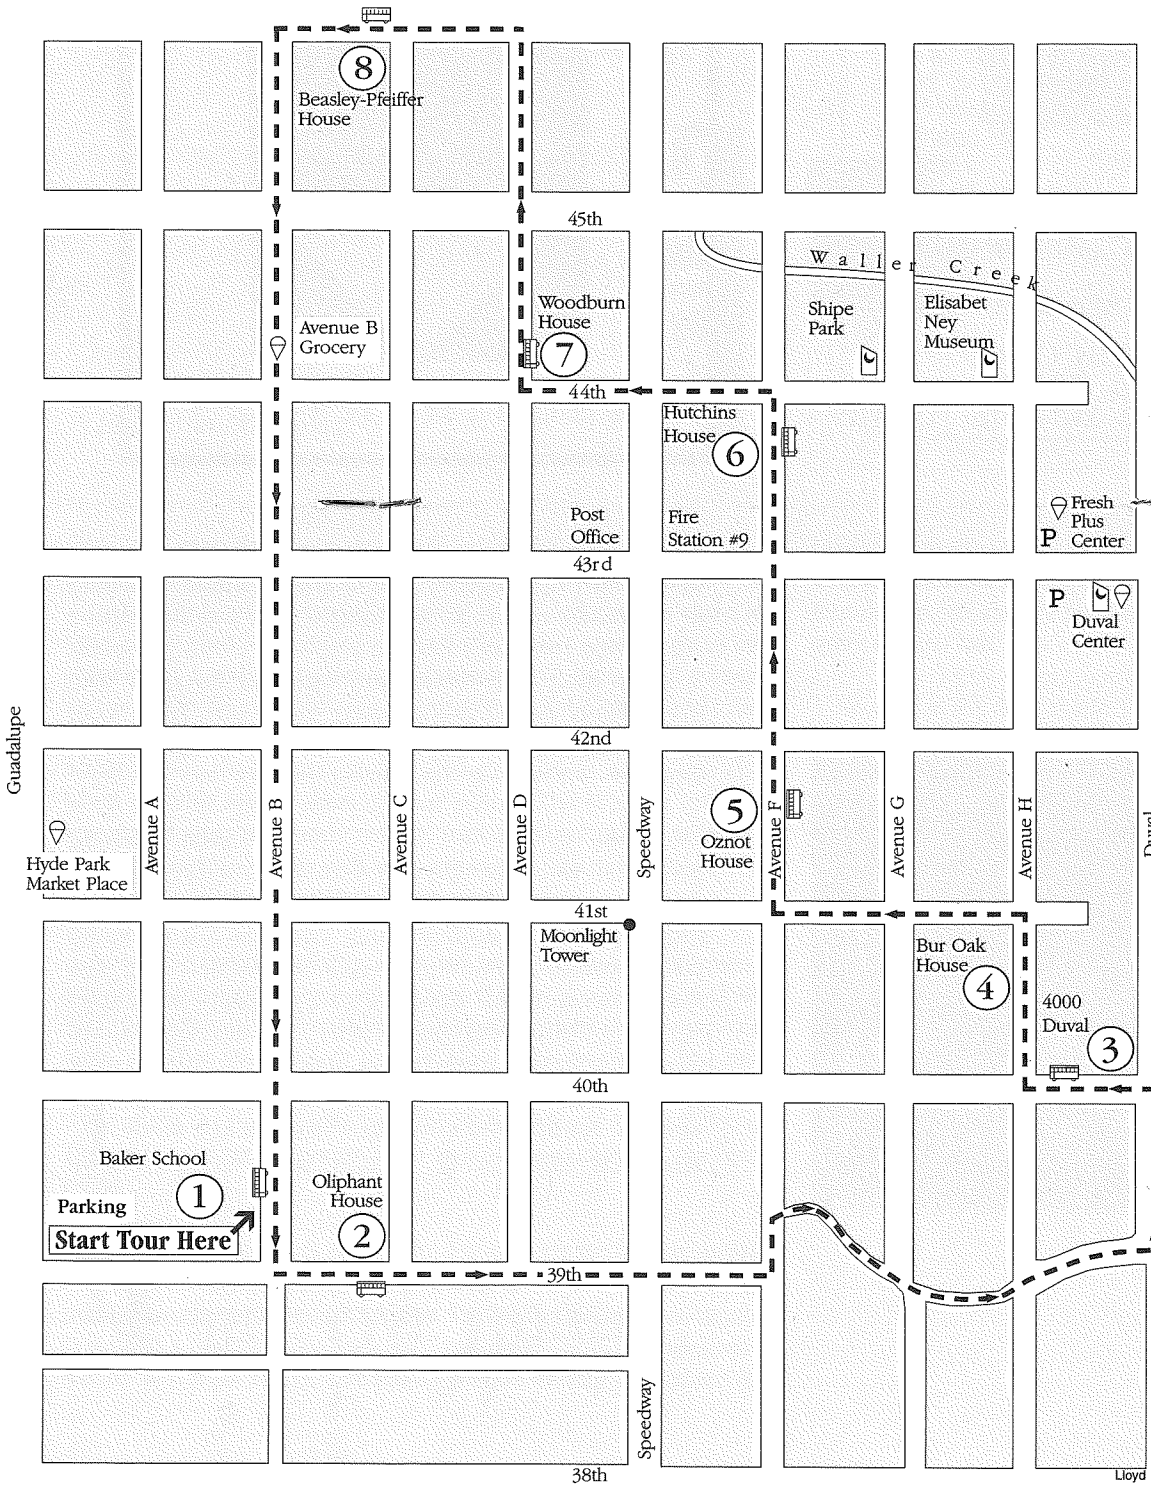 8
Beasley-Pfeiffer
House
45th
Waller Creek
Woodburn
House
7
Avenue B
Grocery
Shipe
Park
Elisabet
Ney
Museum
44th
Hutchins
House
6
Post
Office
Fire
Station #9
Fresh
Plus
Center
P
43rd
P
Duval
Center
42nd
Guadalupe
Avenue A
Avenue B
Avenue C
Avenue D
Speedway
5
Oznot
House
Avenue F
Avenue G
Avenue H
Duval
Hyde Park
Market Place
41st
Moonlight
Tower
Bur Oak
House
4
4000
Duval
3
40th
Baker School
1
Parking
Start Tour Here
Oliphant
House
2
39th
Speedway
38th
Lloyd